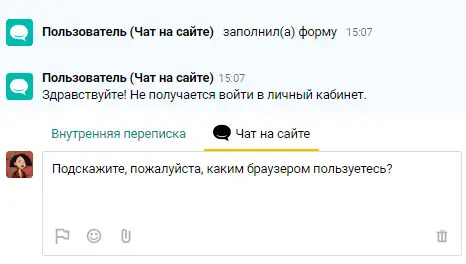 Пользователь (Чат на сайте) заполнил(а) форму 15:07
Пользователь (Чат на сайте) 15:07
Здравствуйте! Не получается войти в личный кабинет.
Внутренняя переписка Чат на сайте
Подскажите, пожалуйста, каким браузером пользуетесь?